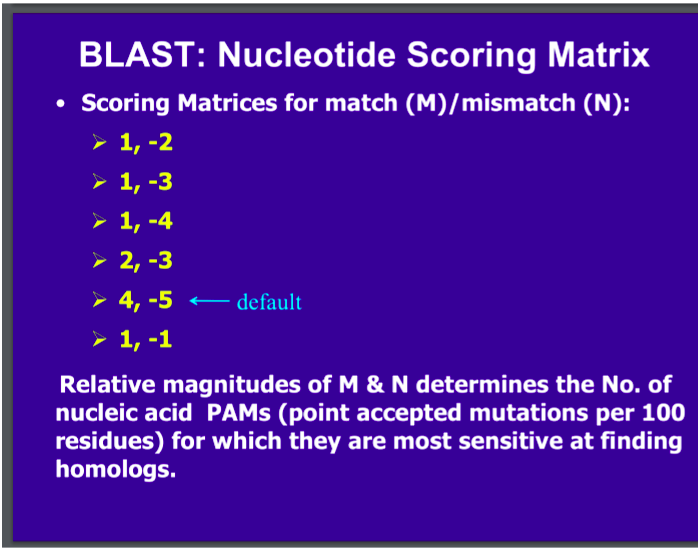 BLAST: Nucleotide Scoring Matrix
• Scoring Matrices for match (M)/mismatch (N):
➢ 1, -2
➢ 1, -3
➢ 1, -4
➢ 2, -3
➢ 4, -5 ← default
➢ 1, -1
Relative magnitudes of M & N determines the No. of
nucleic acid PAMs (point accepted mutations per 100
residues) for which they are most sensitive at finding
homologs.